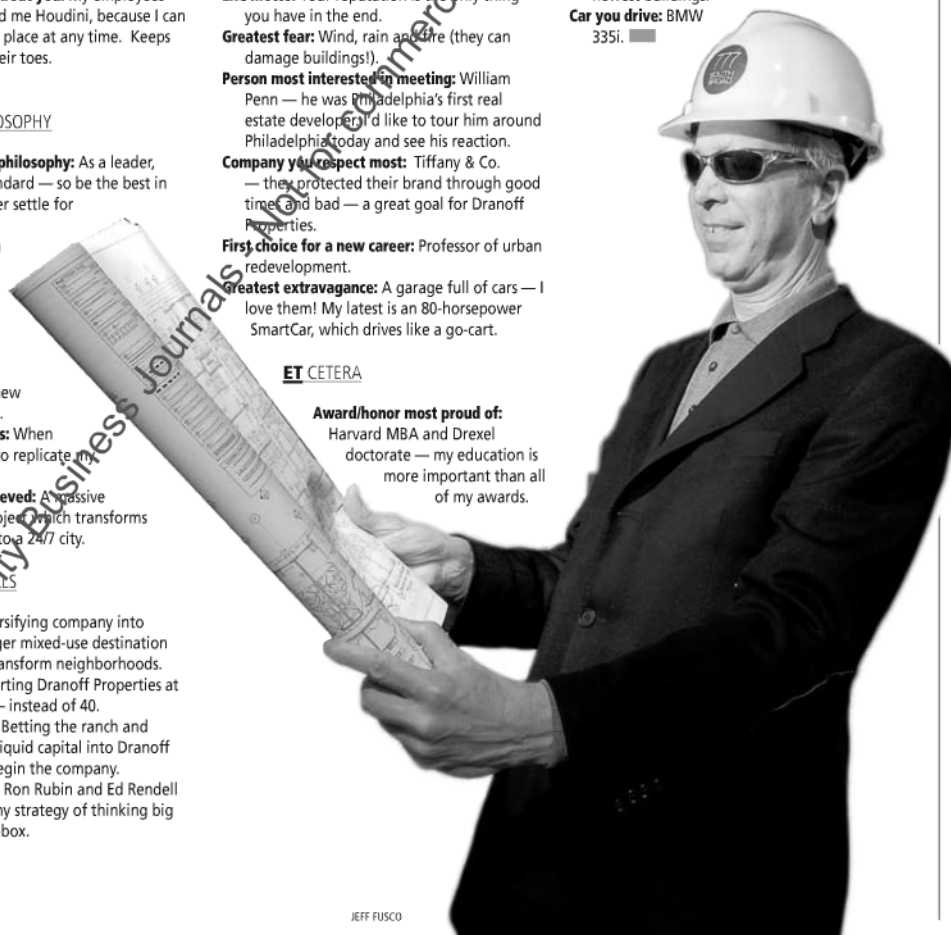 d me Houdini, because I can
place at any time. Keeps
eir toes.
OSOPHY
philosophy: As a leader,
ndard — so be the best in
er settle for
ew
s: When
o replicate my
eved: A massive
oject which transforms
to a 24/7 city.
ES
rsifying company into
ger mixed-use destination
ansform neighborhoods.
rting Dranoff Properties at
– instead of 40.
Betting the ranch and
iquid capital into Dranoff
egin the company.
Ron Rubin and Ed Rendell
ny strategy of thinking big
box.
you have in the end.
Greatest fear: Wind, rain and fire (they can
damage buildings!).
Person most interested in meeting: William
Penn — he was Philadelphia's first real
estate developer. I'd like to tour him around
Philadelphia today and see his reaction.
Company you respect most: Tiffany & Co.
— they protected their brand through good
times and bad — a great goal for Dranoff
Properties.
First choice for a new career: Professor of urban
redevelopment.
Greatest extravagance: A garage full of cars — I
love them! My latest is an 80-horsepower
SmartCar, which drives like a go-cart.
ET CETERA
Award/honor most proud of:
Harvard MBA and Drexel
doctorate — my education is
more important than all
of my awards.
Car you drive: BMW
335i.
777
SOUTH
BROAD
JEFF FUSCO
ity Business Journals - Not for commerc